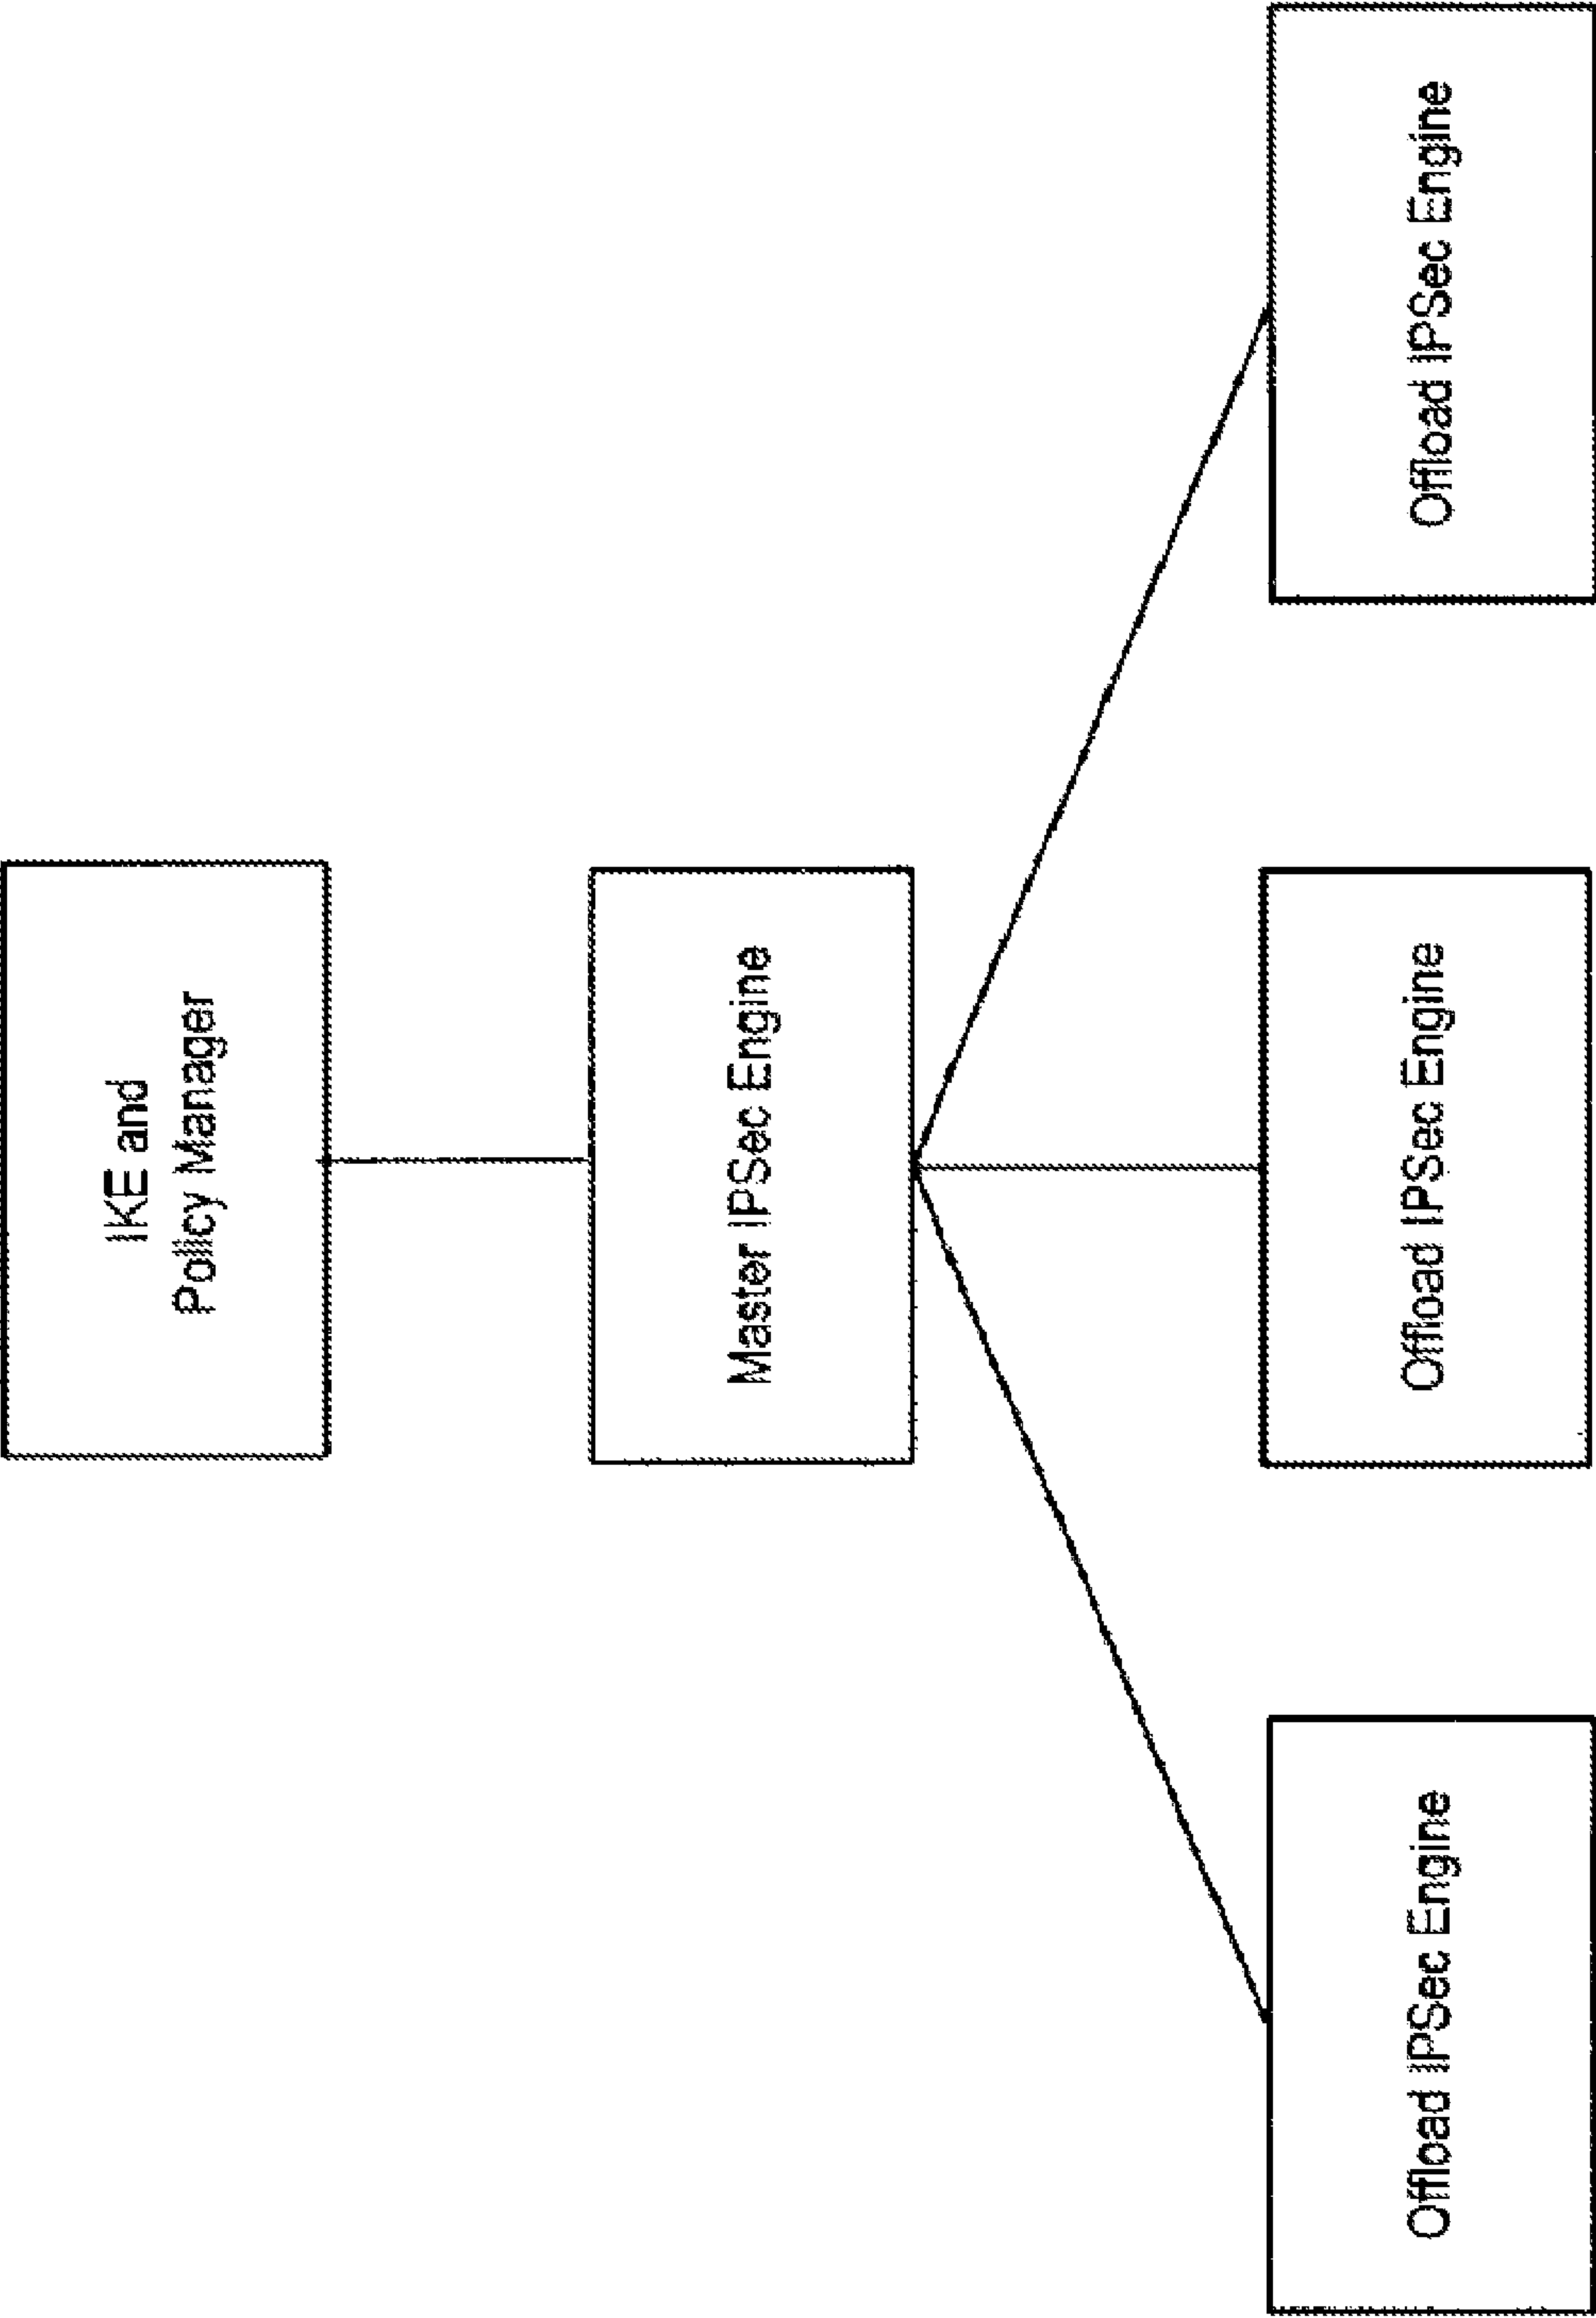 IKE and
Policy Manager
Master IPSec Engine
Offload IPSec Engine
Offload IPSec Engine
Offload IPSec Engine